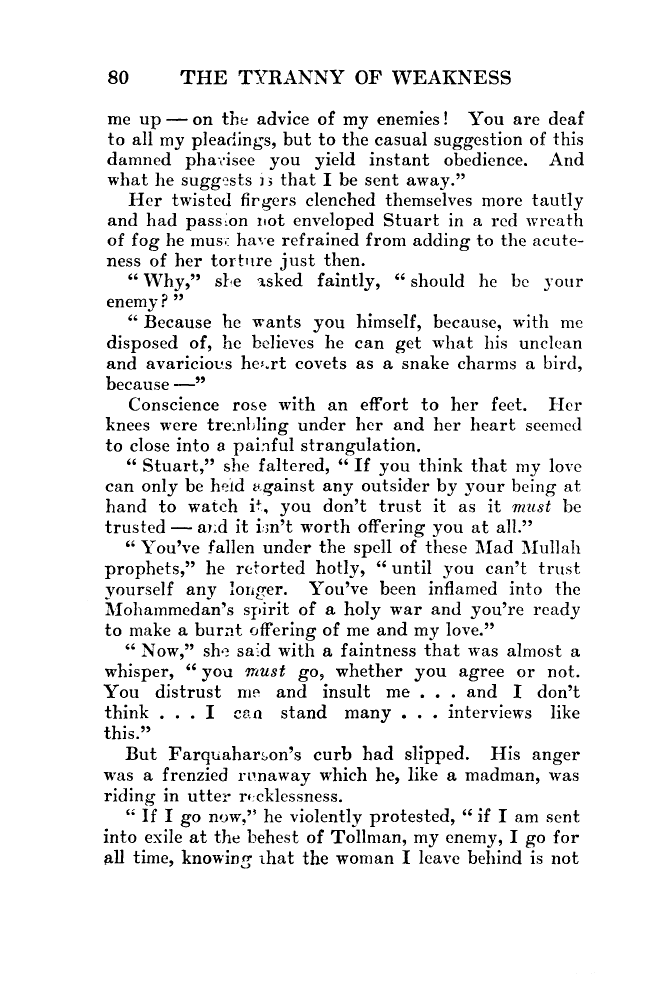 80 THE TYRANNY OF WEAKNESS
me up — on the advice of my enemies! You are deaf
to all my pleadings, but to the casual suggestion of this
damned pharisee you yield instant obedience. And
what he suggests is that I be sent away.”
Her twisted fingers clenched themselves more tautly
and had passion not enveloped Stuart in a red wreath
of fog he must have refrained from adding to the acute-
ness of her torture just then.
“Why,” she asked faintly, “should he be your
enemy?”
“Because he wants you himself, because, with me
disposed of, he believes he can get what his unclean
and avaricious heart covets as a snake charms a bird,
because —”
Conscience rose with an effort to her feet. Her
knees were trembling under her and her heart seemed
to close into a painful strangulation.
“Stuart,” she faltered, “If you think that my love
can only be held against any outsider by your being at
hand to watch it, you don’t trust it as it must be
trusted — and it isn’t worth offering you at all.”
“You’ve fallen under the spell of these Mad Mullah
prophets,” he retorted hotly, “until you can’t trust
yourself any longer. You’ve been inflamed into the
Mohammedan’s spirit of a holy war and you’re ready
to make a burnt offering of me and my love.”
“Now,” she said with a faintness that was almost a
whisper, “you must go, whether you agree or not.
You distrust me and insult me . . . and I don’t
think . . . I can stand many . . . interviews like
this.”
But Farquaharson’s curb had slipped. His anger
was a frenzied runaway which he, like a madman, was
riding in utter recklessness.
“If I go now,” he violently protested, “if I am sent
into exile at the behest of Tollman, my enemy, I go for
all time, knowing that the woman I leave behind is not